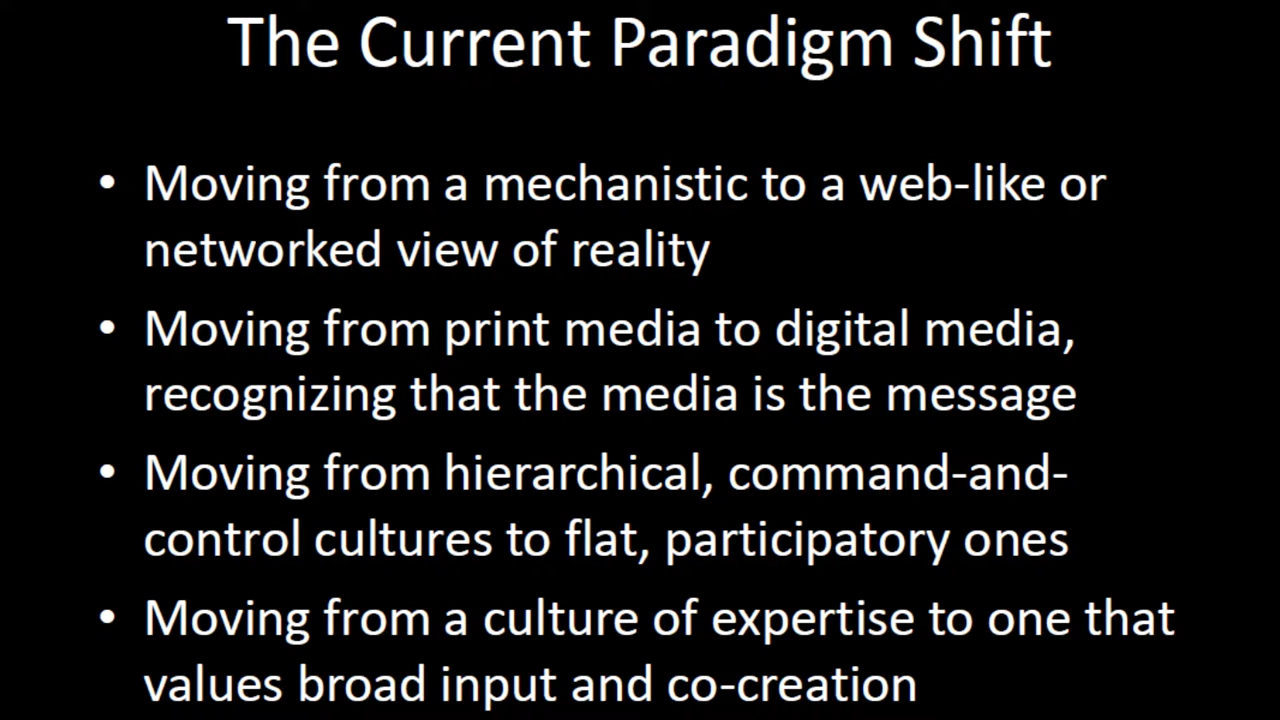 The Current Paradigm Shift
• Moving from a mechanistic to a web-like or
networked view of reality
• Moving from print media to digital media,
recognizing that the media is the message
• Moving from hierarchical, command-and-
control cultures to flat, participatory ones
• Moving from a culture of expertise to one that
values broad input and co-creation